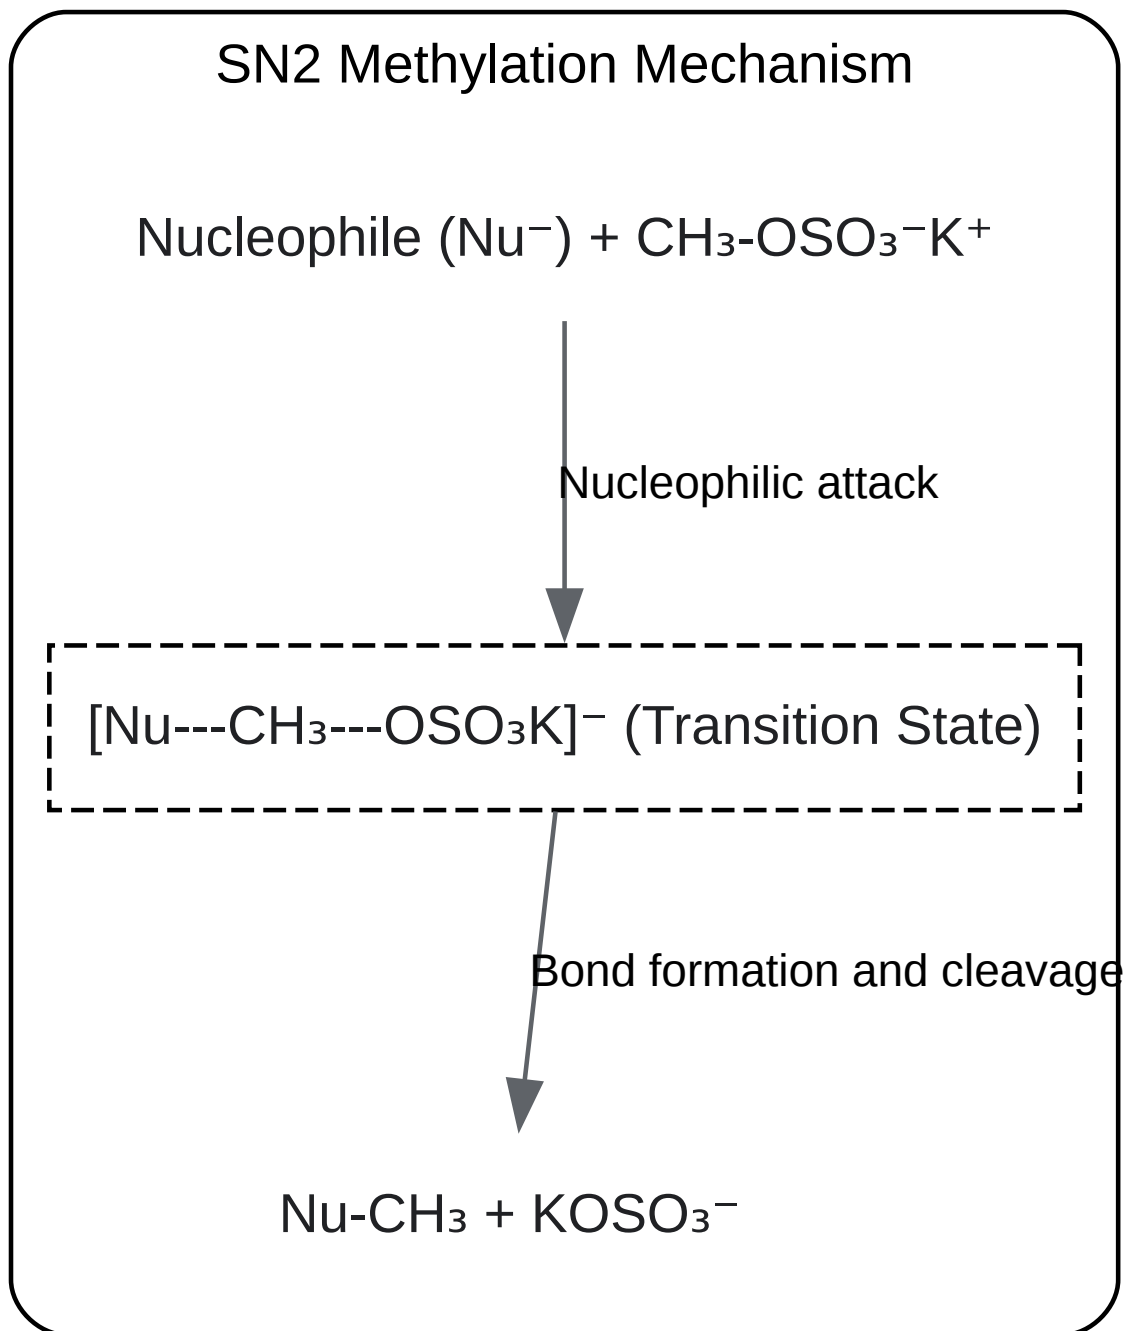 SN2 Methylation Mechanism
Nucleophile (Nu⁻) + CH₃-OSO₃⁻K⁺
Nucleophilic attack
[Nu---CH₃---OSO₃K]⁻ (Transition State)
Bond formation and cleavage
Nu-CH₃ + KOSO₃⁻